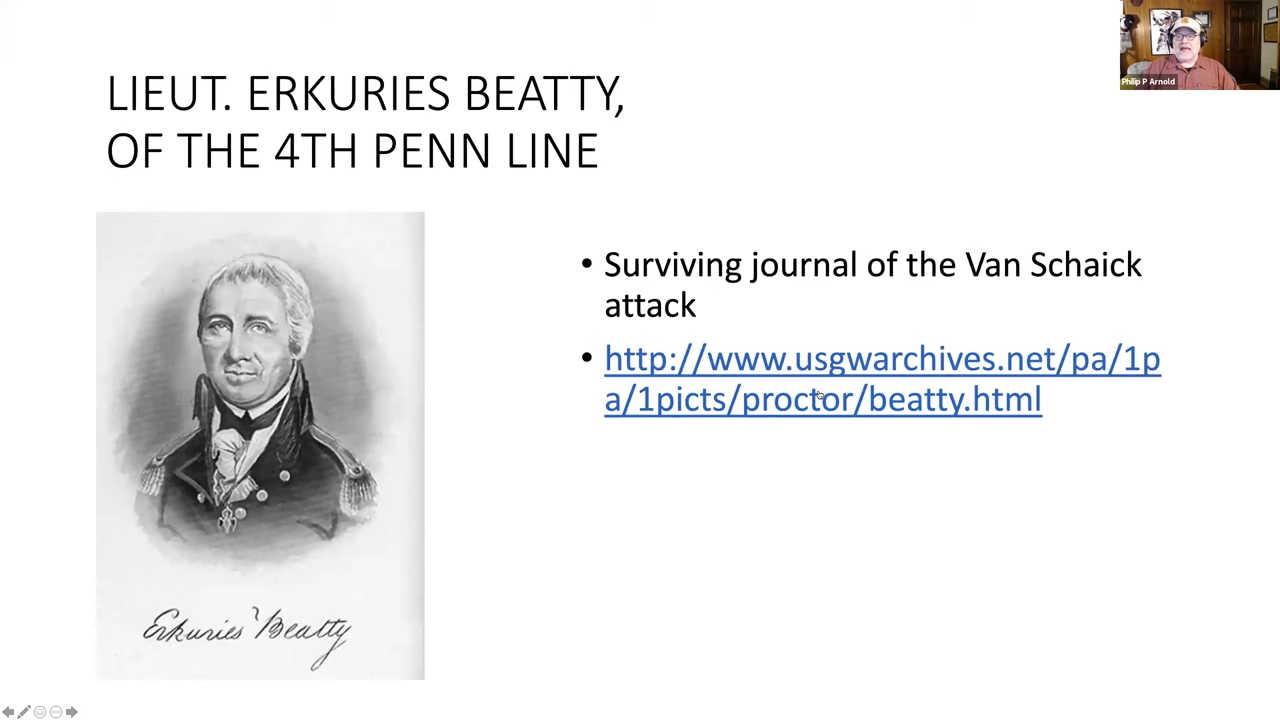 Philip P Arnold
LIEUT. ERKURIES BEATTY,
OF THE 4TH PENN LINE
• Surviving journal of the Van Schaick
attack
• http://www.usgwarchives.net/pa/1p
a/1picts/proctor/beatty.html
Erkuries Beatty